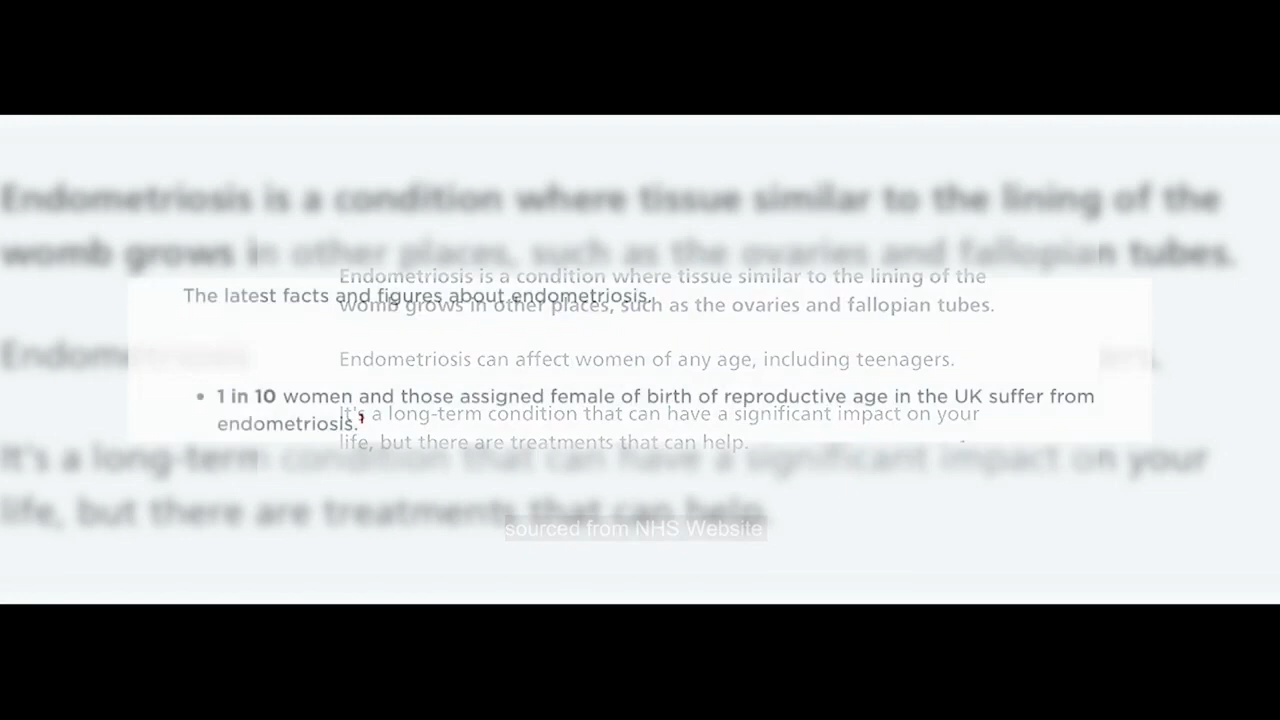 Endometriosis is a condition where tissue similar to the lining of the
womb grows in other places, such as the ovaries and fallopian tubes.
Endometriosis is a condition where tissue similar to the lining of the
The latest facts and figures about endometriosis.
womb grows in other places, such as the ovaries and fallopian tubes.
Endometriosis can affect women of any age, including teenagers.
• 1 in 10 women and those assigned female of birth of reproductive age in the UK suffer from
endometriosis.¹
It's a long-term condition that can have a significant impact on your
life, but there are treatments that can help.
It's a long-term condition that can have a significant impact on your
life, but there are treatments that can help.
sourced from NHS Website